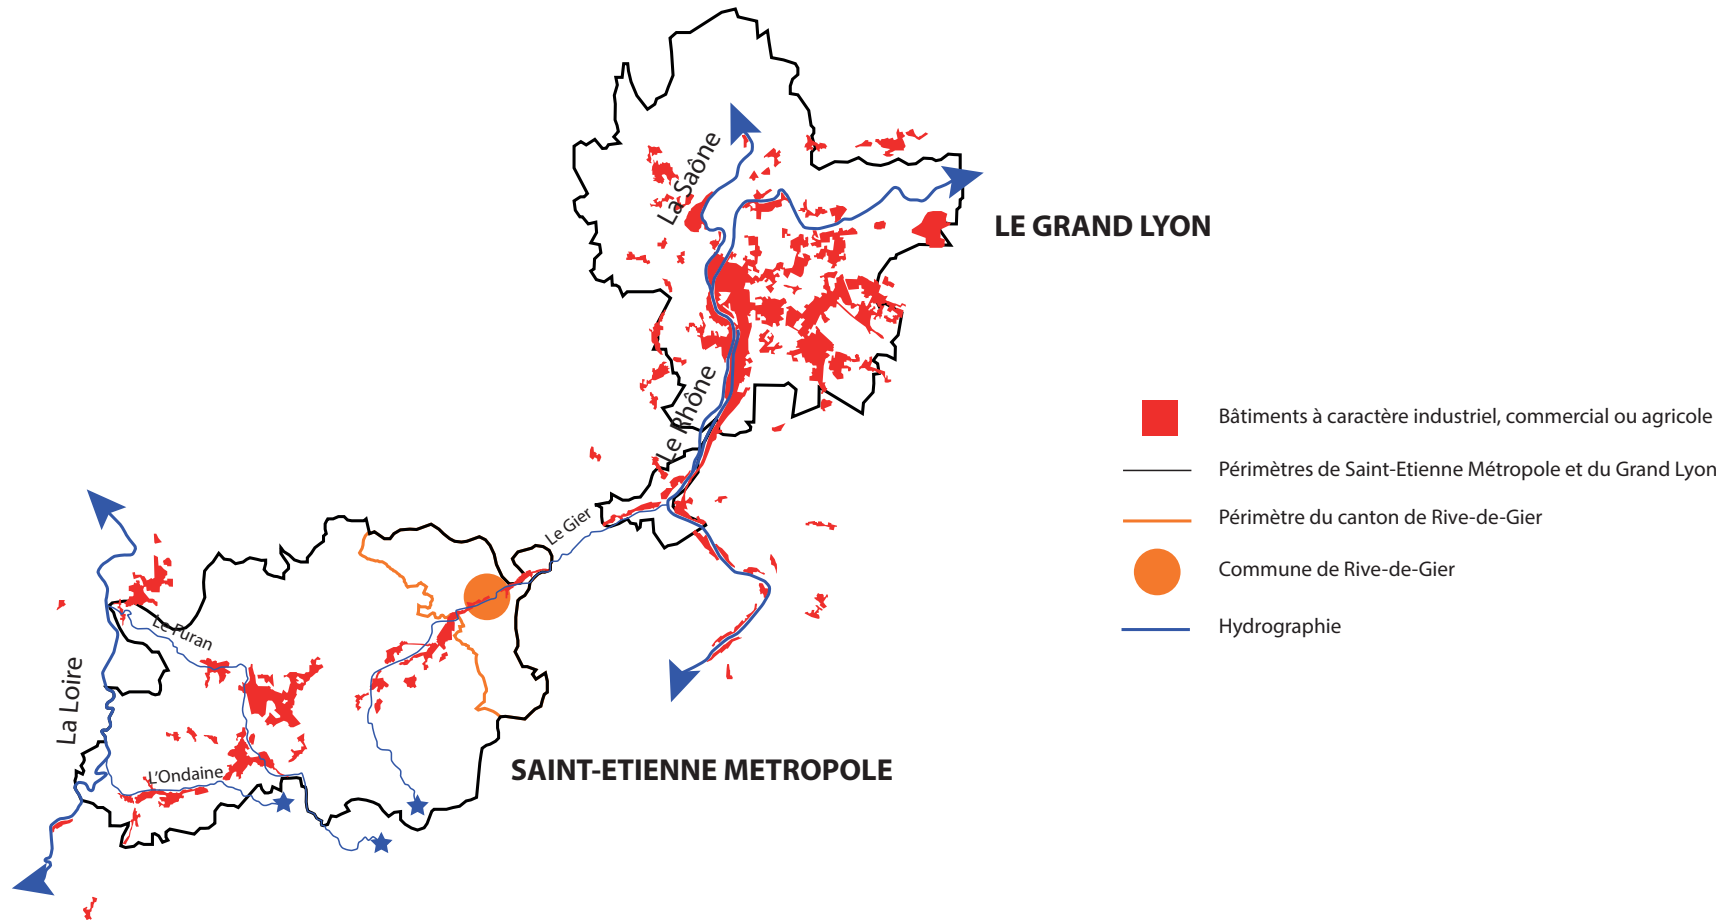 La Saône
LE GRAND LYON
Le Rhône
Bâtiments à caractère industriel, commercial ou agricole
Périmètres de Saint-Etienne Métropole et du Grand Lyon
Périmètre du canton de Rive-de-Gier
Commune de Rive-de-Gier
Hydrographie
Le Gier
Le Furan
La Loire
L'Ondaine
SAINT-ETIENNE METROPOLE